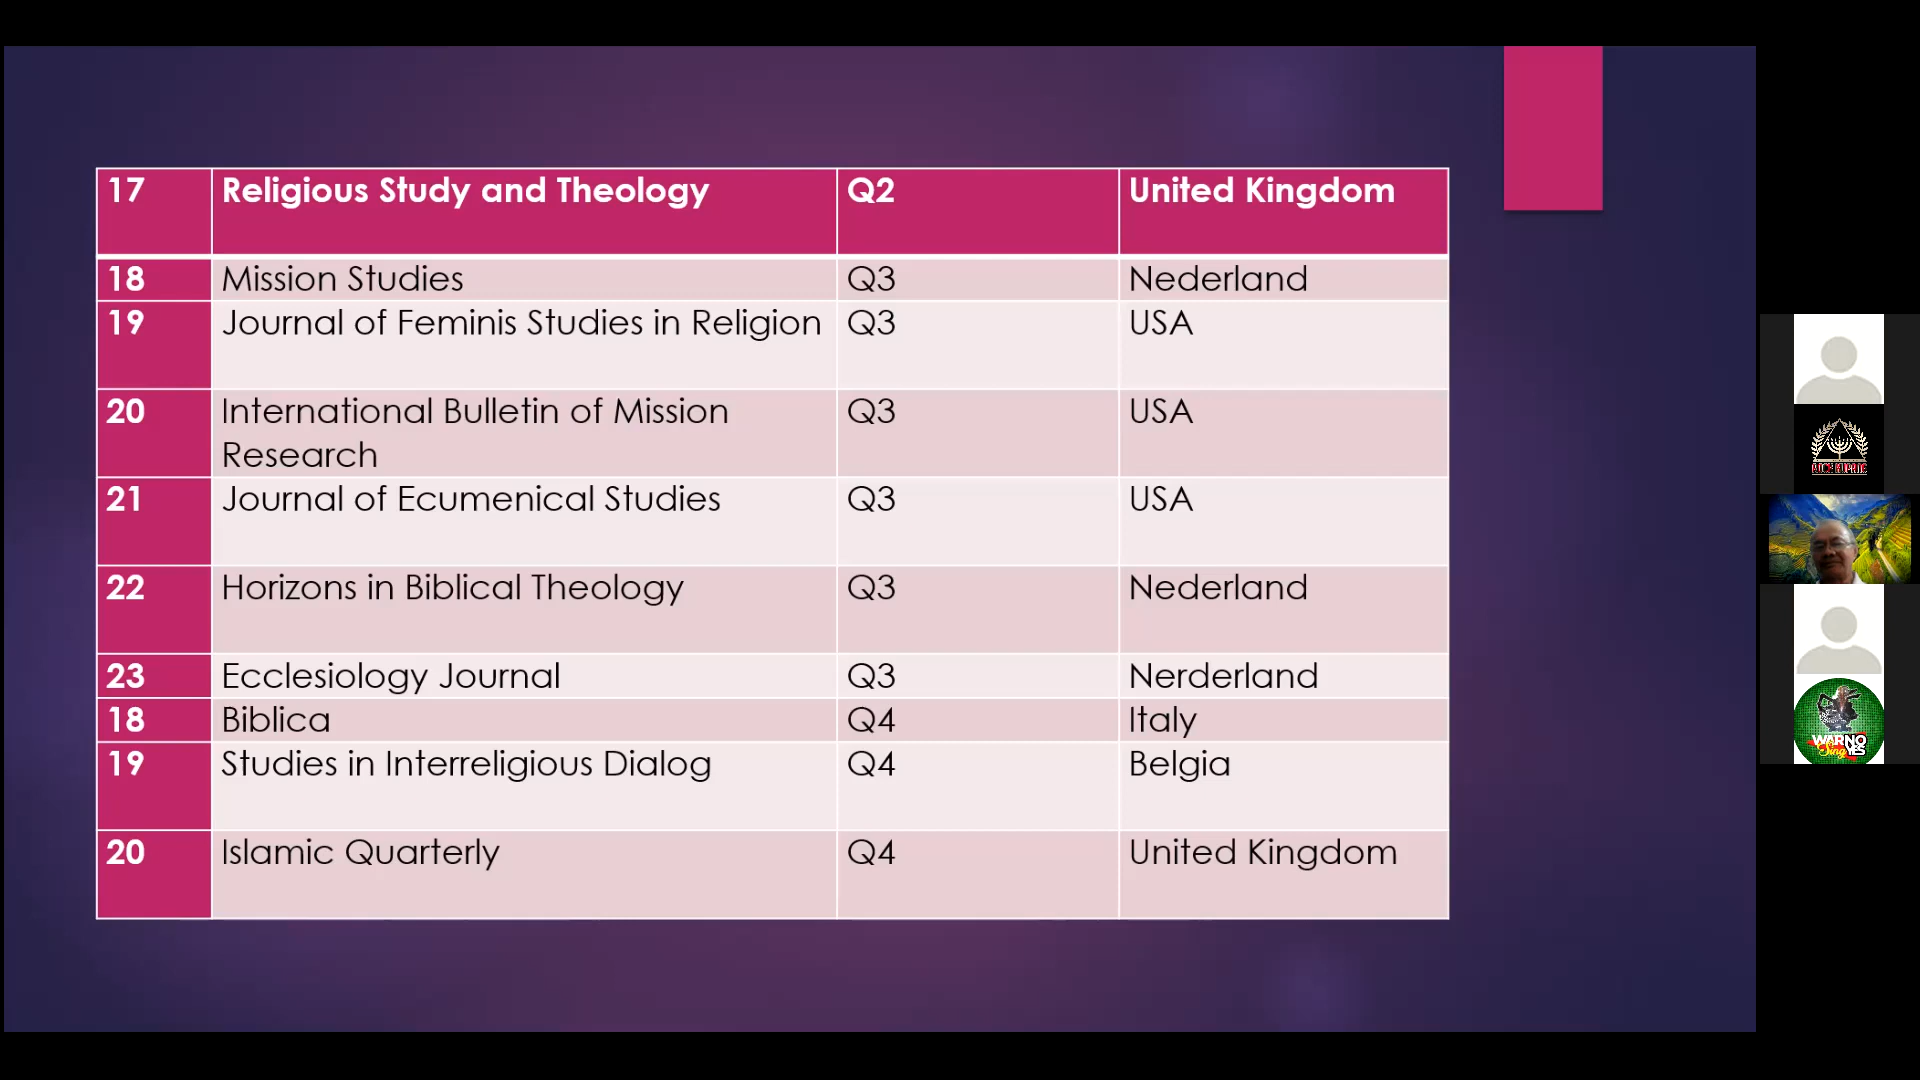 17 Religious Study and Theology Q2 United Kingdom
18 Mission Studies Q3 Nederland
19 Journal of Feminis Studies in Religion Q3 USA
20 International Bulletin of Mission Q3 USA
Research
21 Journal of Ecumenical Studies Q3 USA
22 Horizons in Biblical Theology Q3 Nederland
23 Ecclesiology Journal Q3 Nerderland
18 Biblica Q4 Italy
19 Studies in Interreligious Dialog Q4 Belgia
20 Islamic Quarterly Q4 United Kingdom
WARNO
Sing YES